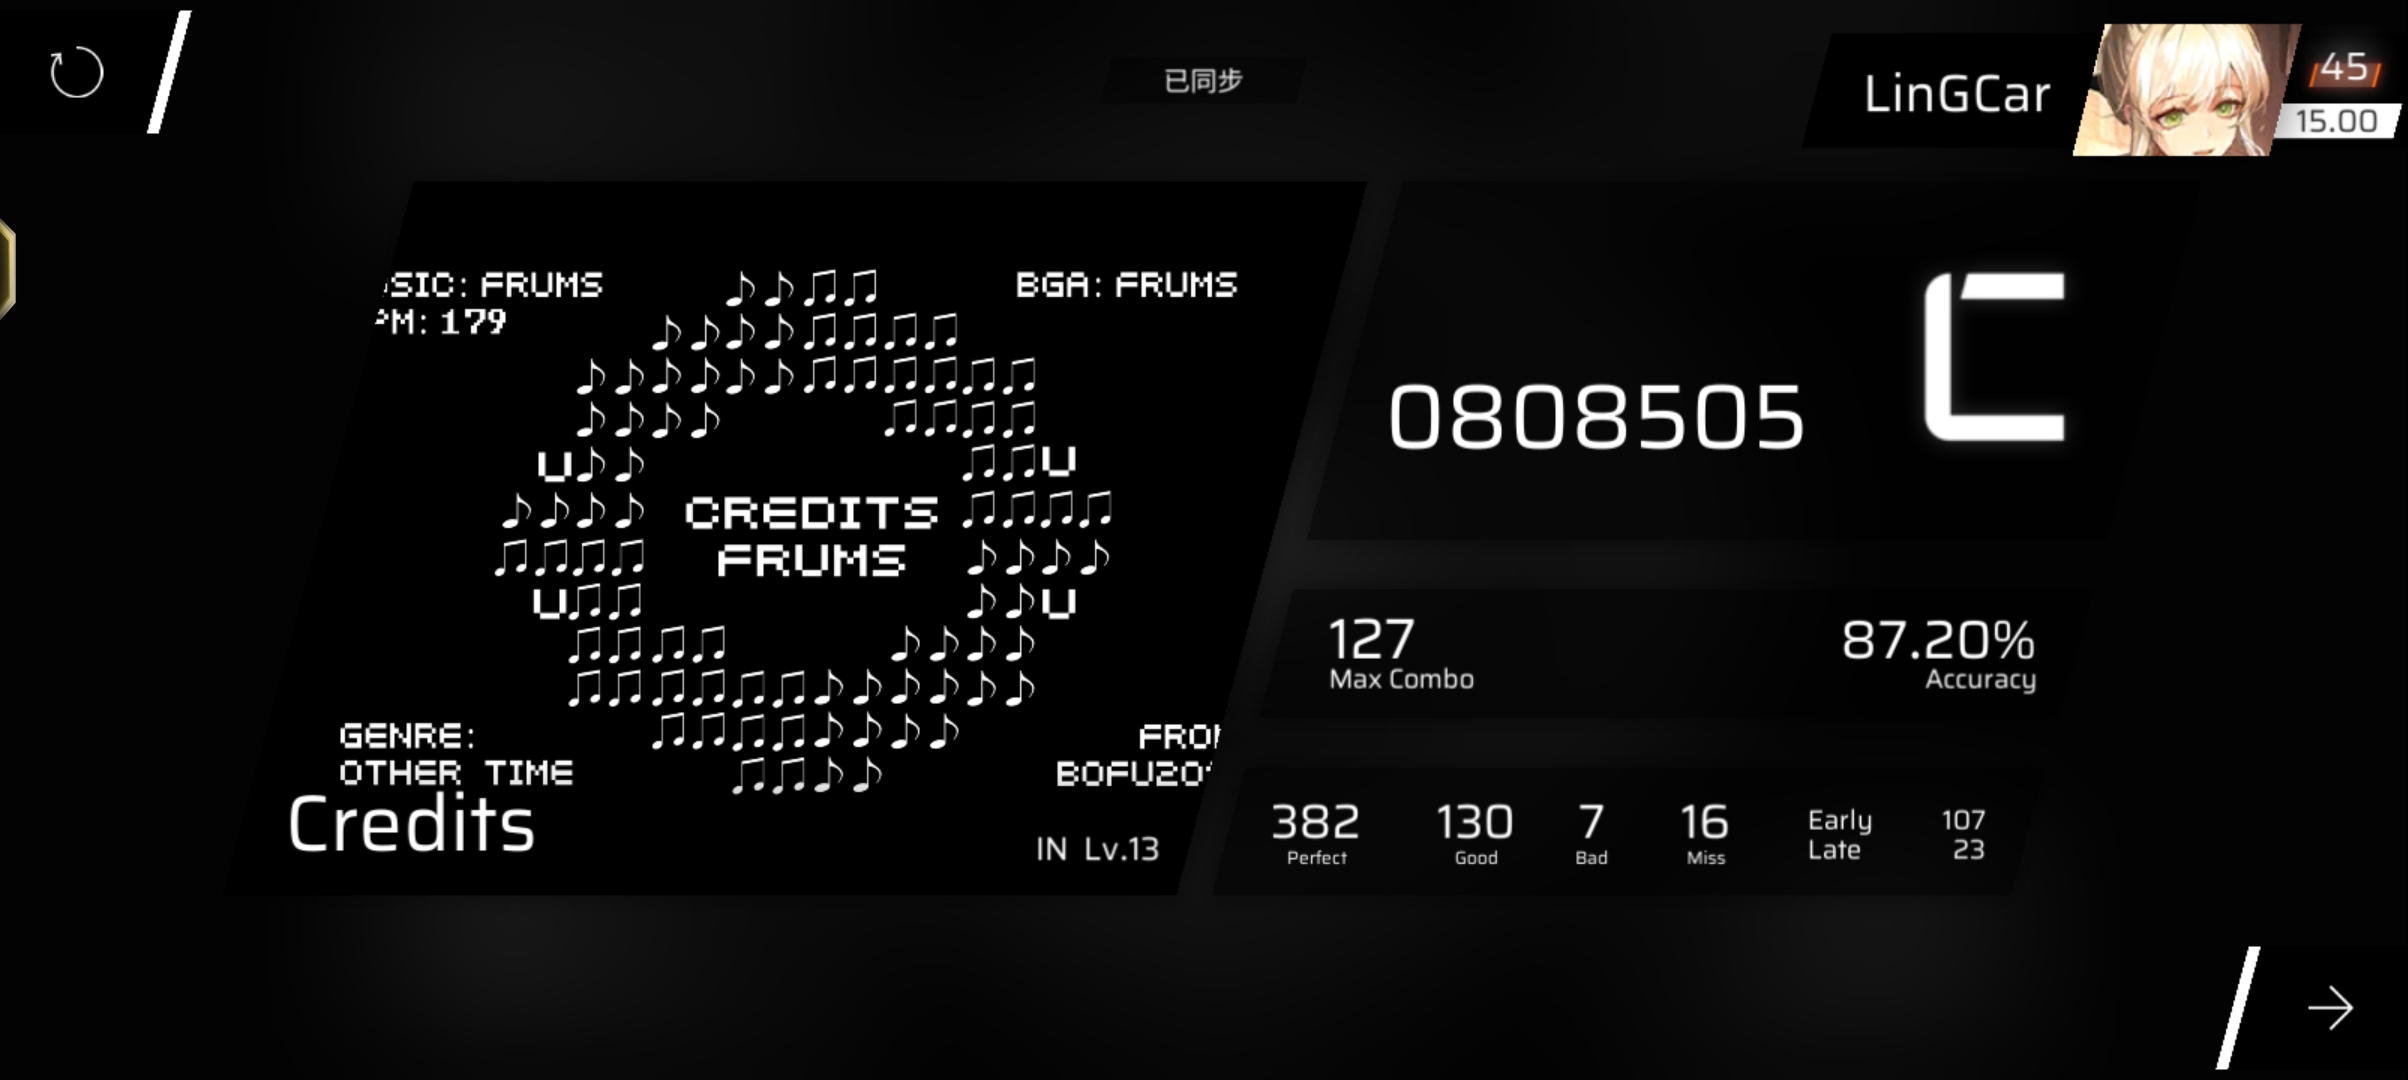 已同步
LinGCar
45
15.00
SIC: FRUMS
BGA: FRUMS
M: 179
♪♪♫♫
♪♪♪♪♫♫♫♫
♪♪♪♪♪♪♫♫♫♫♫♫
♪♪♪♪ ♫♫♫♫
U♪♪ ♫♫U
♪♪♪♪ CREDITS ♫♫♫♫
♫♫♫♫ FRUMS ♪♪♪♪
U♫♫ ♪♪U
♫♫♫♫ ♪♪♪♪
♫♫♫♫♫♫♪♪♪♪♪♪
♫♫♫♫♪♪♪♪
♫♫♪♪
GENRE:
OTHER TIME
FRO
BOFU20
Credits
IN Lv.13
0808505
C
127
Max Combo
87.20%
Accuracy
382
Perfect
130
Good
7
Bad
16
Miss
Early 107
Late 23